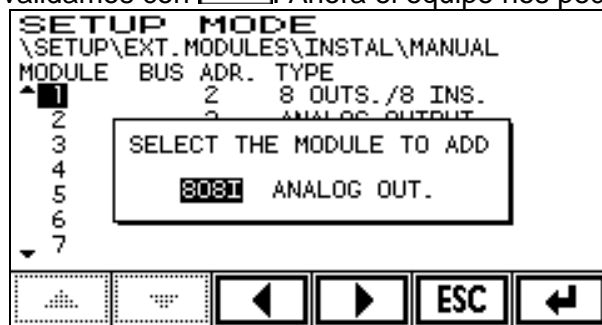 validamos con
Ahora el equipo nos
SETUP MODE
\SETUP\EXT.MODULES\INSTAL\MANUAL
MODULE BUS ADR. TYPE
1 2 8 OUTS./8 INS.
2 ANALOG OUTPUT
3
SELECT THE MODULE TO ADD
4
5
808I ANALOG OUT.
6
7
ESC